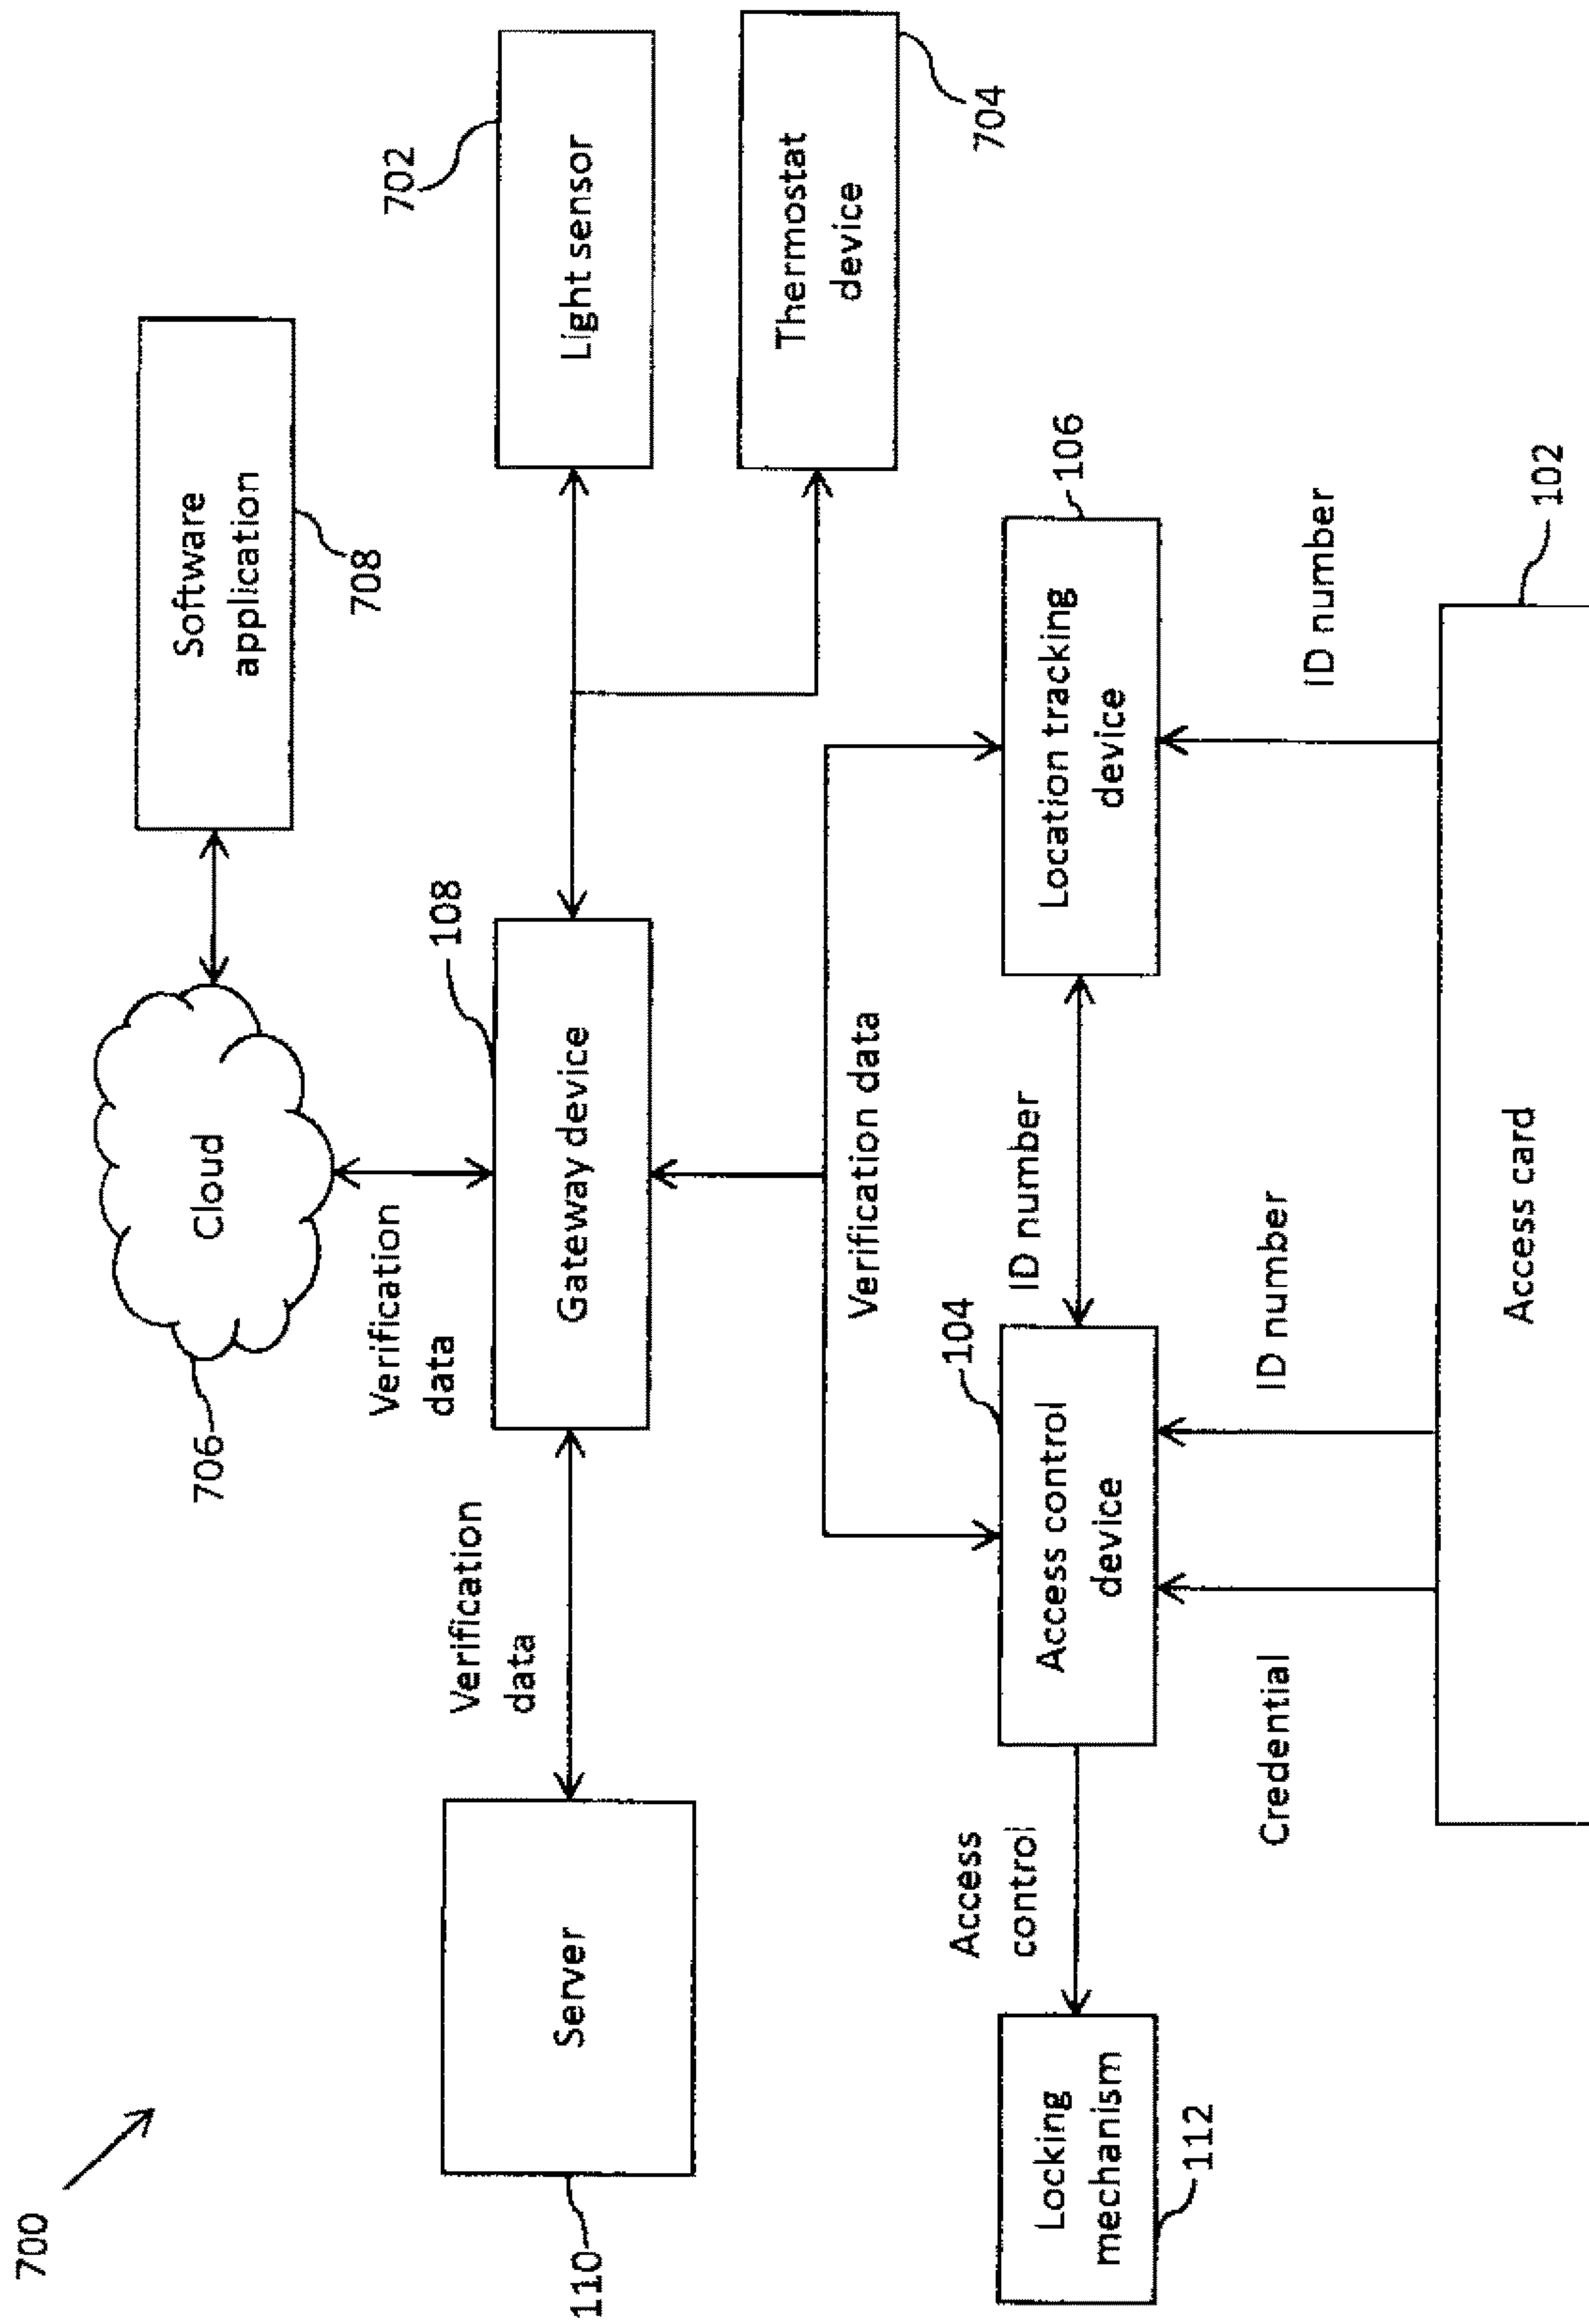 700
Software
application
708
Cloud
706
702
Light sensor
Verification
data
108
Gateway device
Verification
data
Server
110
Thermostat
device
704
Verification data
104
106
Access
control
Access control
device
ID number
Location tracking
device
Locking
mechanism
112
Credential
ID number
ID number
102
Access card